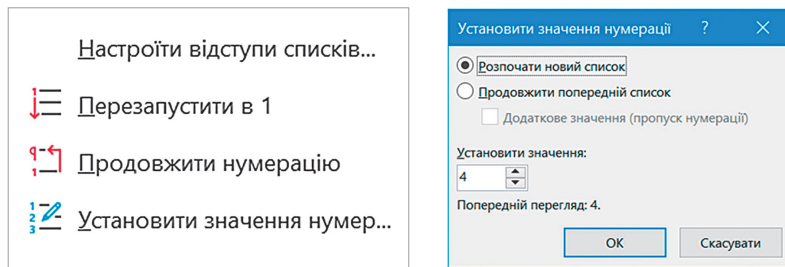 Настроїти відступи списків...
Перезапустити в 1
Продовжити нумерацію
Установити значення нумер...
Установити значення нумерації ?
Розпочати новий список
Продовжити попередній список
Додаткове значення (пропуск нумерації)
Установити значення:
4
Попередній перегляд: 4.
ОК Скасувати